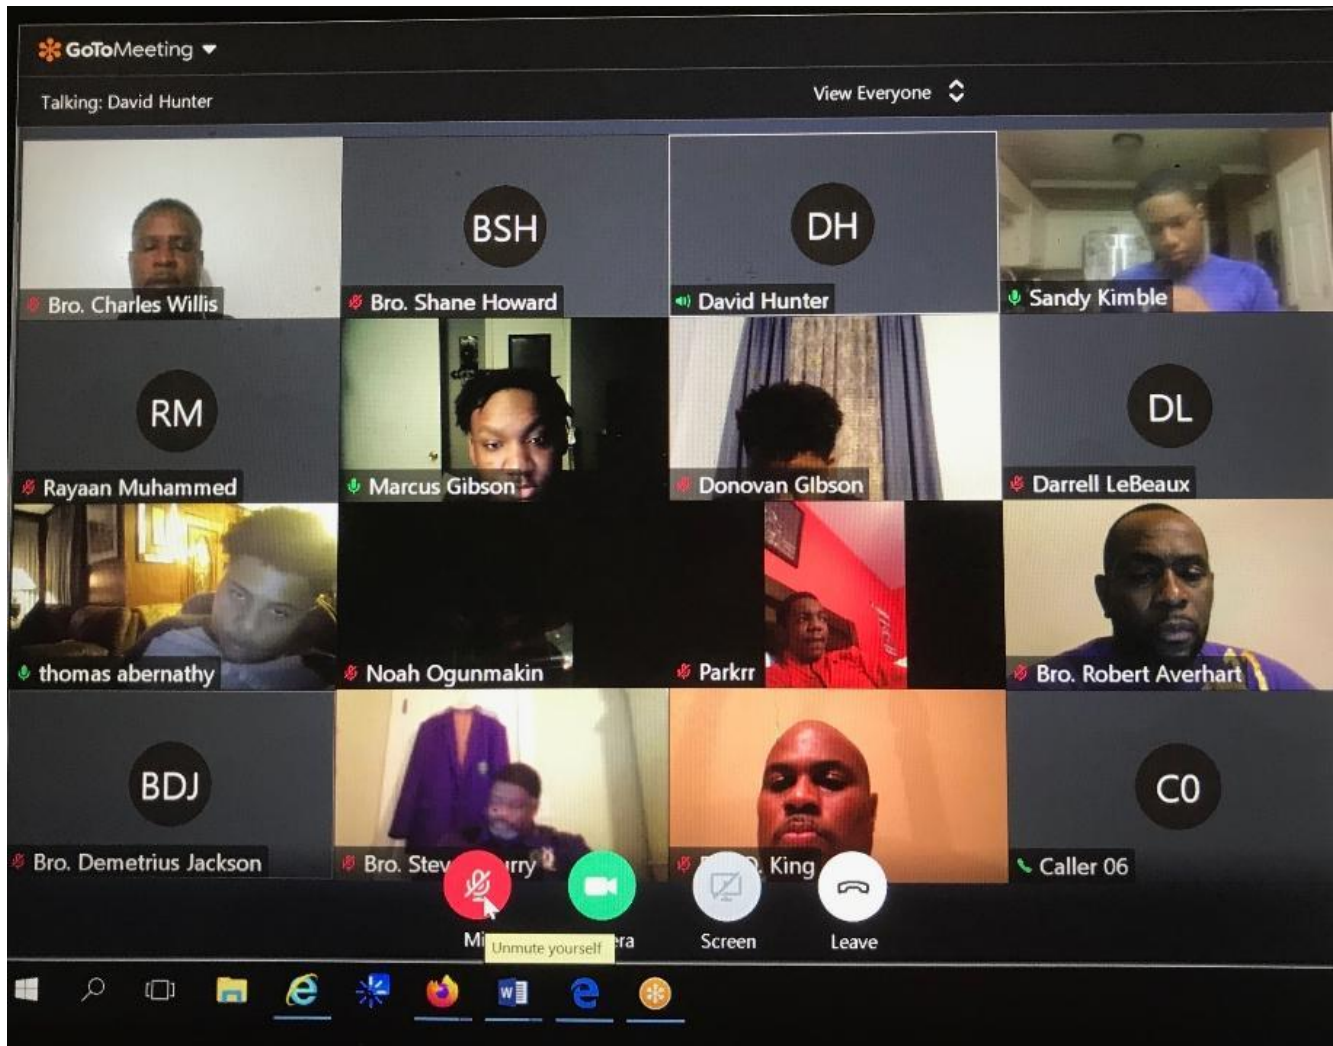 GoToMeeting
Talking: David Hunter
View Everyone
BSH
DH
Bro. Charles Willis
Bro. Shane Howard
David Hunter
Sandy Kimble
RM
DL
Rayaan Muhammed
Marcus Gibson
Donovan GIbson
Darrell LeBeaux
thomas abernathy
Noah Ogunmakin
Parkrr
Bro. Robert Averhart
BDJ
C0
Bro. Demetrius Jackson
Bro.
King
Caller 06
Screen
Leave
Unmute yourself